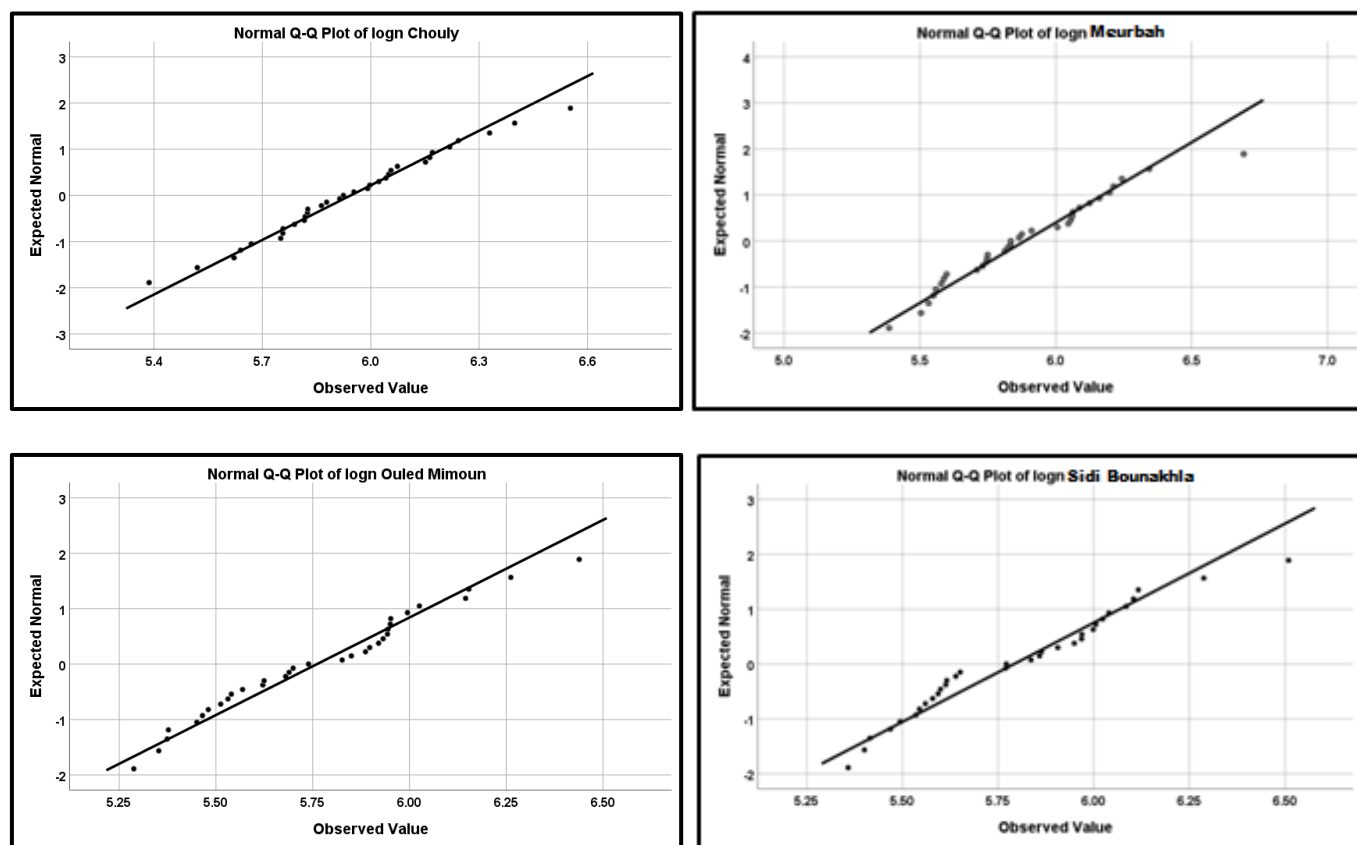 Normal Q-Q Plot of logn Chouly
3
2
1
0
-1
-2
-3
Expected Normal
5.4 5.7 6.0 6.3 6.6
Observed Value
Normal Q-Q Plot of logn Meurbah
4
3
2
1
0
-1
-2
Expected Normal
5.0 5.5 6.0 6.5 7.0
Observed Value
Normal Q-Q Plot of logn Ouled Mimoun
3
2
1
0
-1
-2
Expected Normal
5.25 5.50 5.75 6.00 6.25 6.50
Observed Value
Normal Q-Q Plot of logn Sidi Bounakhla
3
2
1
0
-1
-2
Expected Normal
5.25 5.50 5.75 6.00 6.25 6.50
Observed Value